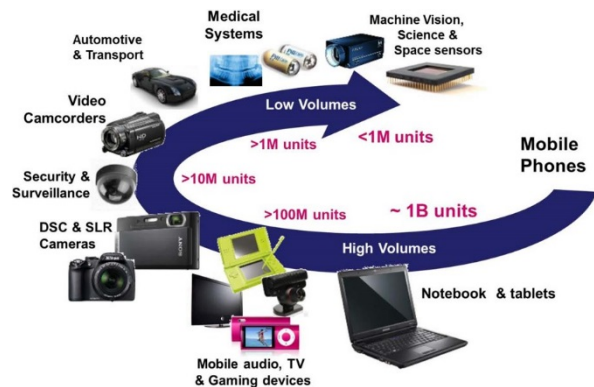 Medical
Systems
Machine Vision,
Science &
Space sensors
Automotive
& Transport
Low Volumes
Video
Camcorders
>1M units
<1M units
Mobile
Phones
Security &
Surveillance
>10M units
>100M units
~ 1B units
DSC & SLR
Cameras
High Volumes
SONY
Nikon
Notebook & tablets
Mobile audio, TV
& Gaming devices